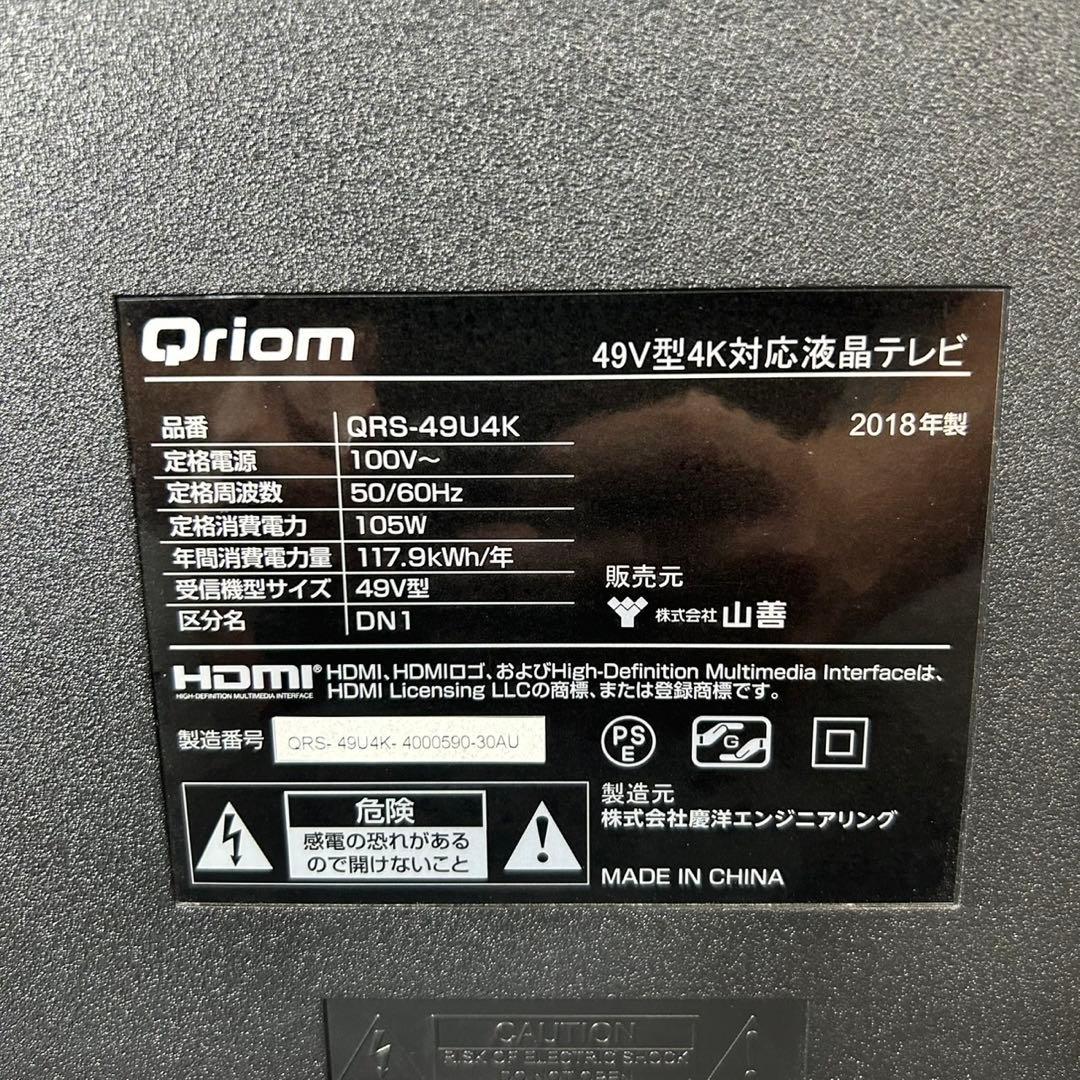 Qriom
49V型4K対応液晶テレビ
品番 QRS-49U4K
2018年製
定格電源 100V～
定格周波数 50/60Hz
定格消費電力 105W
年間消費電力量 117.9kWh/年
受信機型サイズ 49V型
区分名 DN1
販売元
株式会社 山善
HDMI® HDMI、HDMIロゴ、およびHigh-Definition Multimedia Interfaceは、
HIGH-DEFINITION MULTIMEDIA INTERFACE HDMI Licensing LLCの商標、または登録商標です。
製造番号 QRS- 49U4K- 4000590-30AU
PS
E
G
危険
感電の恐れがある
ので開けないこと
製造元
株式会社慶洋エンジニアリング
MADE IN CHINA
CAUTION
RISK OF ELECTRIC SHOCK
DO NOT OPEN